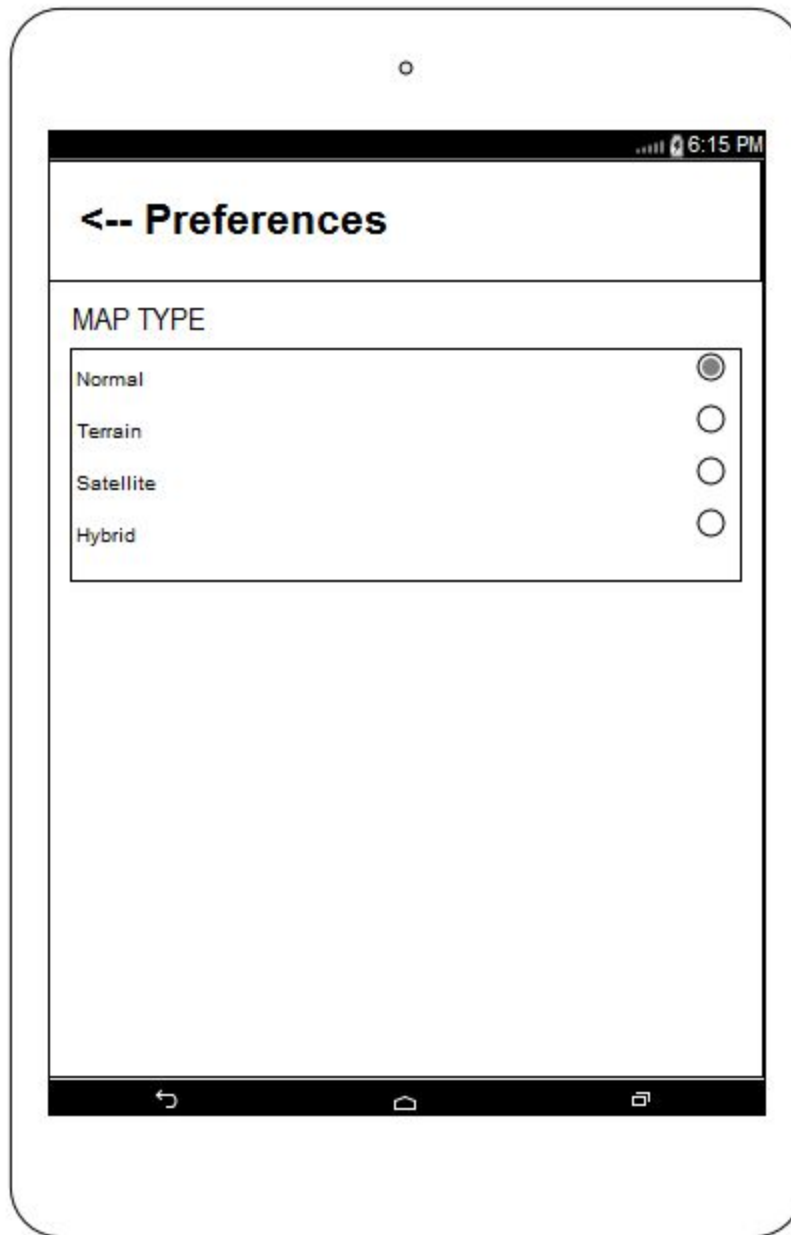 6:15 PM
<-- Preferences
MAP TYPE
Normal
Terrain
Satellite
Hybrid